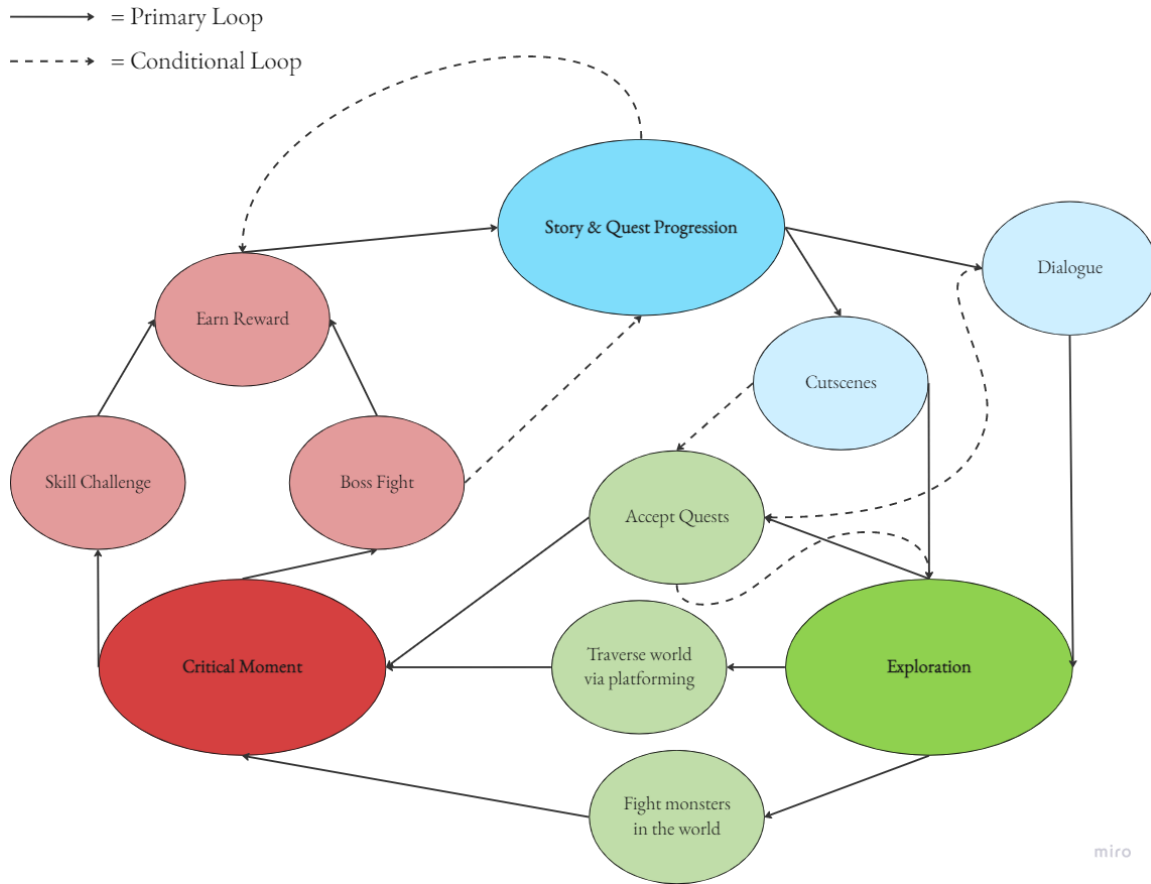 = Primary Loop
= Conditional Loop
Story & Quest Progression
Dialogue
Earn Reward
Cutscenes
Skill Challenge
Boss Fight
Accept Quests
Critical Moment
Traverse world
via platforming
Exploration
Fight monsters
in the world
miro